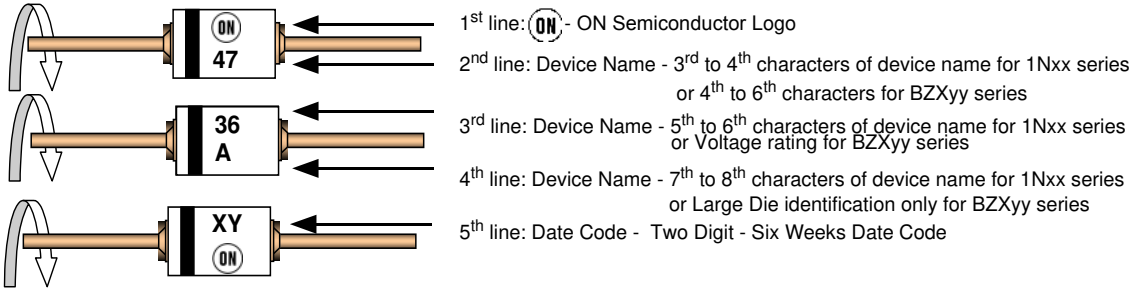 ON
47
36
A
XY
ON
1st line: ON - ON Semiconductor Logo
2nd line: Device Name - 3rd to 4th characters of device name for 1Nxx series
or 4th to 6th characters for BZXyy series
3rd line: Device Name - 5th to 6th characters of device name for 1Nxx series
or Voltage rating for BZXyy series
4th line: Device Name - 7th to 8th characters of device name for 1Nxx series
or Large Die identification only for BZXyy series
5th line: Date Code - Two Digit - Six Weeks Date Code